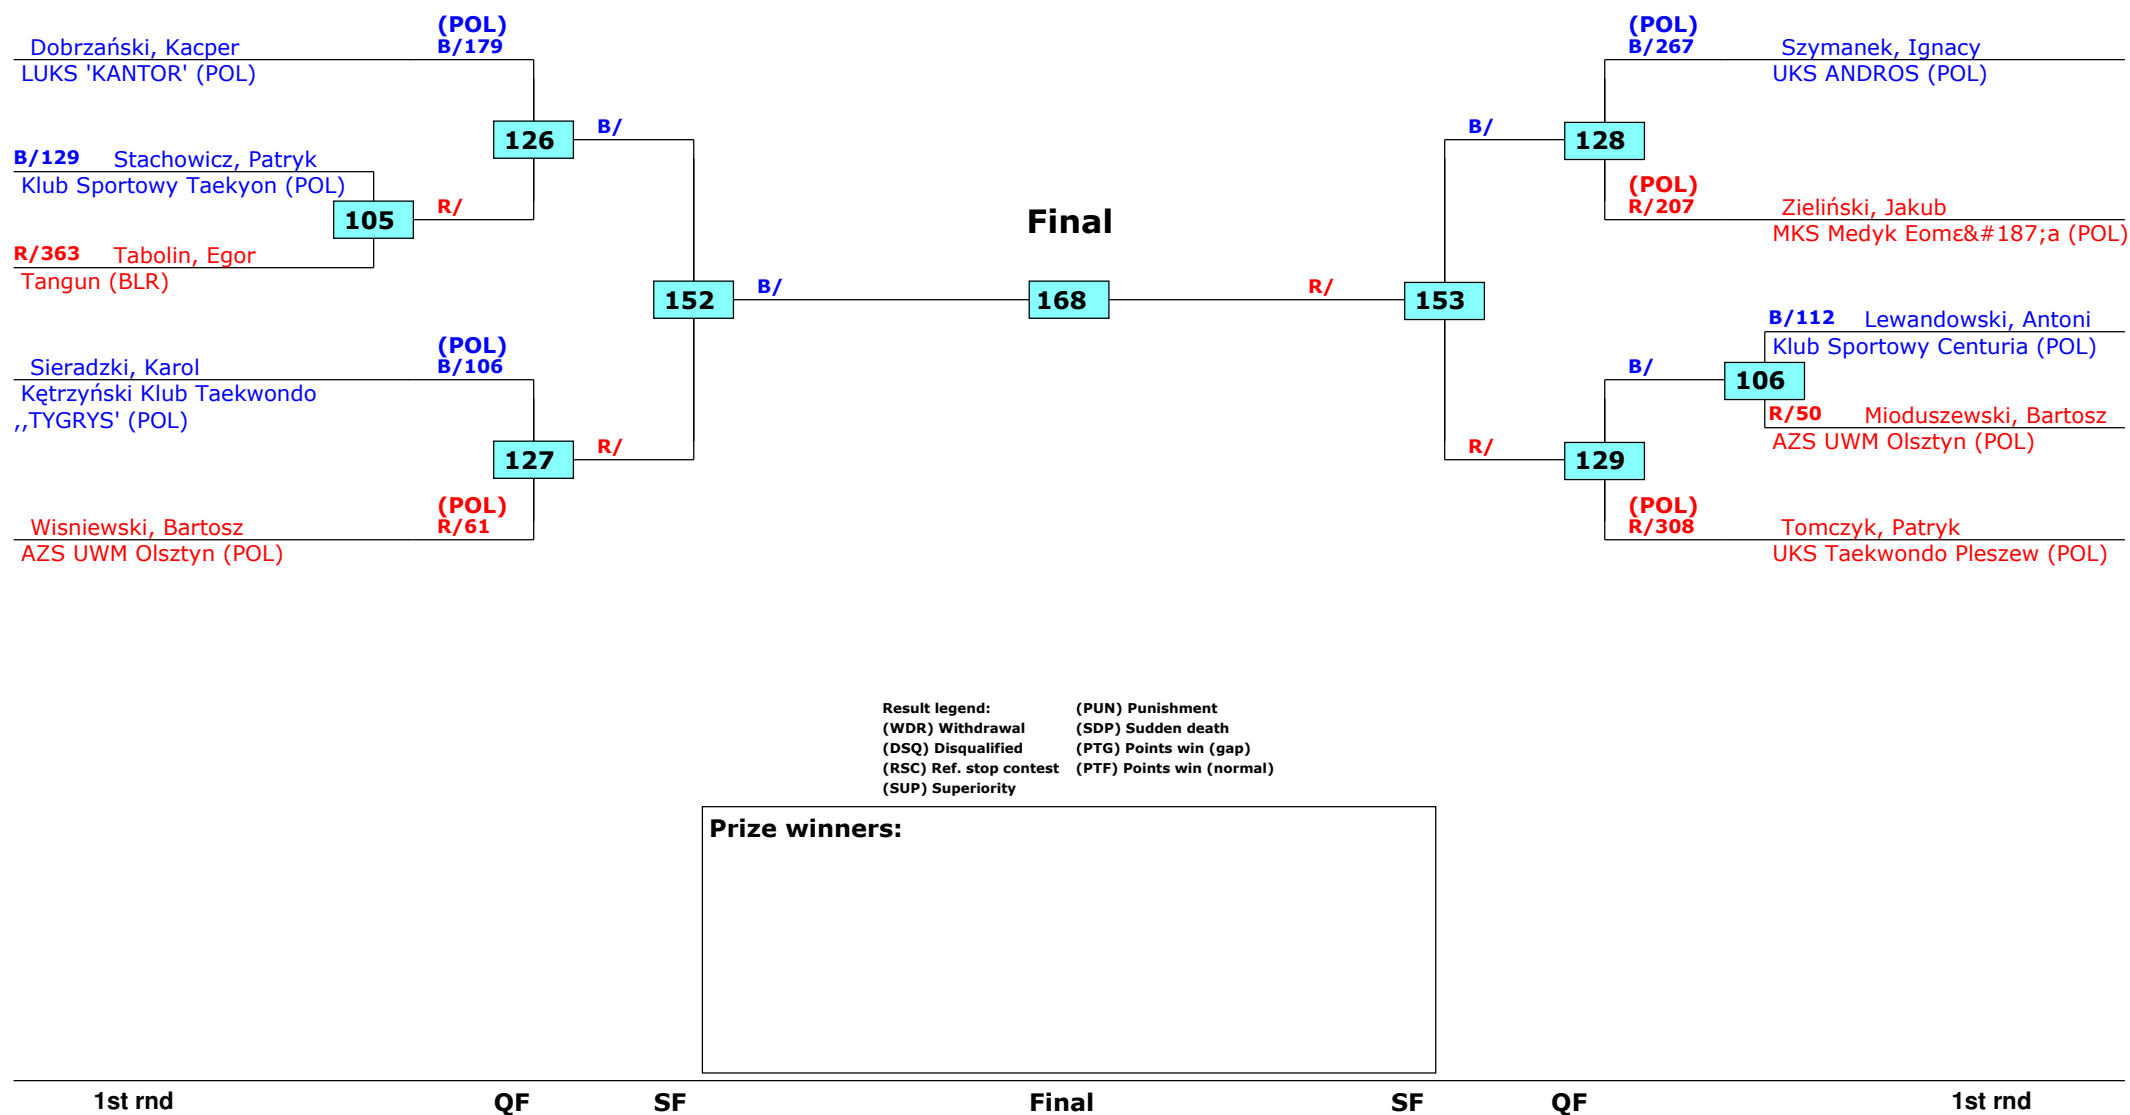 (POL)
B/179
Dobrzański, Kacper
LUKS 'KANTOR' (POL)
126
B/
B/129 Stachowicz, Patryk
Klub Sportowy Taekyon (POL)
105
R/
R/363 Tabolin, Egor
Tangun (BLR)
152
B/
(POL)
B/106
Sieradzki, Karol
Kętrzyński Klub Taekwondo
,,TYGRYS' (POL)
127
R/
(POL)
R/61
Wisniewski, Bartosz
AZS UWM Olsztyn (POL)
Final
168
(POL)
B/267
Szymanek, Ignacy
UKS ANDROS (POL)
B/
128
(POL)
R/207
Zieliński, Jakub
MKS Medyk Eomε&#187;a (POL)
R/
153
B/112 Lewandowski, Antoni
Klub Sportowy Centuria (POL)
B/
106
R/50 Mioduszewski, Bartosz
AZS UWM Olsztyn (POL)
R/
129
(POL)
R/308
Tomczyk, Patryk
UKS Taekwondo Pleszew (POL)
Result legend: (PUN) Punishment
(WDR) Withdrawal (SDP) Sudden death
(DSQ) Disqualified (PTG) Points win (gap)
(RSC) Ref. stop contest (PTF) Points win (normal)
(SUP) Superiority
Prize winners:
1st rnd QF SF Final SF QF 1st rnd